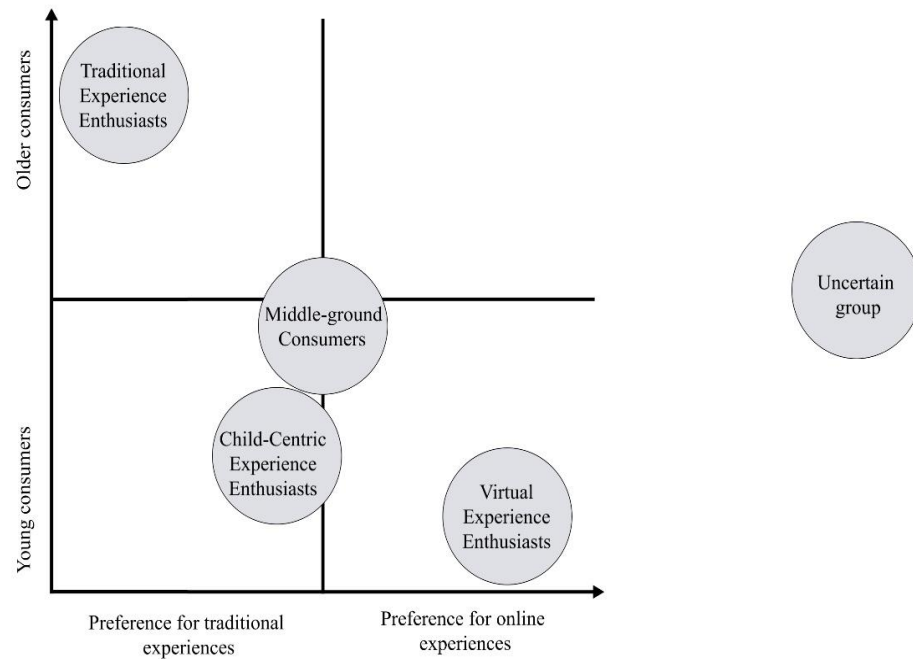 Older consumers
Young consumers
Traditional
Experience
Enthusiasts
Middle-ground
Consumers
Child-Centric
Experience
Enthusiasts
Virtual
Experience
Enthusiasts
Uncertain
group
Preference for traditional
experiences
Preference for online
experiences